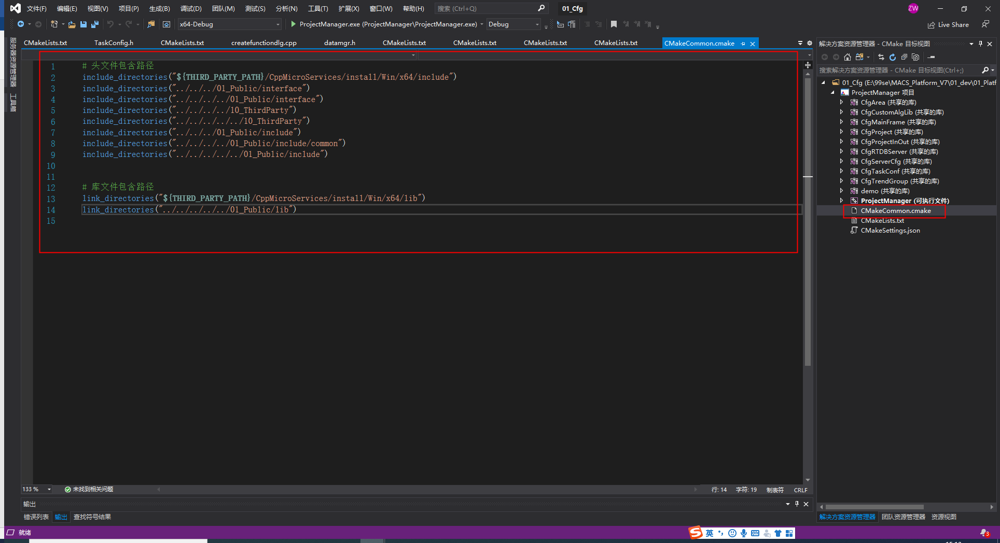 文件(F) 编辑(E) 视图(V) 项目(P) 生成(B) 调试(D) 团队(M) 测试(S) 分析(N) 工具(T) 扩展(X) 窗口(W) 帮助(H) 搜索 (Ctrl+Q) 01_Cfg ZW
x64-Debug ProjectManager.exe (ProjectManager\ProjectManager.exe) Debug Live Share
服务器资源管理器
工具箱
CMakeLists.txt TaskConfig.h CMakeLists.txt createfunctiondlg.cpp datamgr.h CMakeLists.txt CMakeLists.txt CMakeLists.txt CMakeLists.txt CMakeCommon.cmake
1 # 头文件包含路径
2 include_directories("${THIRD_PARTY_PATH}/CppMicroServices/install/Win/x64/include")
3 include_directories("../../../01_Public/interface")
4 include_directories("../../../../01_Public/interface")
5 include_directories("../../../../10_ThirdParty")
6 include_directories("../../../../../10_ThirdParty")
7 include_directories("../../../01_Public/include")
8 include_directories("../../../../01_Public/include/common")
9 include_directories("../../../../../01_Public/include")
10
11
12 # 库文件包含路径
13 link_directories("${THIRD_PARTY_PATH}/CppMicroServices/install/Win/x64/lib")
14 link_directories("../../../../../01_Public/lib")
15
133 % 未找到相关问题 行: 14 字符: 19 制表符 CRLF
输出
错误列表 输出 查找符号结果
解决方案资源管理器 - CMake 目标视图
搜索解决方案资源管理器 - CMake 目标视图(Ctrl+;)
01_Cfg (E:\99se\MACS_Platform_V7\01_dev\01_Platf
ProjectManager 项目
CfgArea (共享的库)
CfgCustomAlgLib (共享的库)
CfgMainFrame (共享的库)
CfgProject (共享的库)
CfgProjectInOut (共享的库)
CfgRTDBServer (共享的库)
CfgServerCfg (共享的库)
CfgTaskConf (共享的库)
CfgTrendGroup (共享的库)
demo (共享的库)
ProjectManager (可执行文件)
CMakeCommon.cmake
CMakeLists.txt
CMakeSettings.json
解决方案资源管理器 团队资源管理器 资源视图
就绪
S 英
3